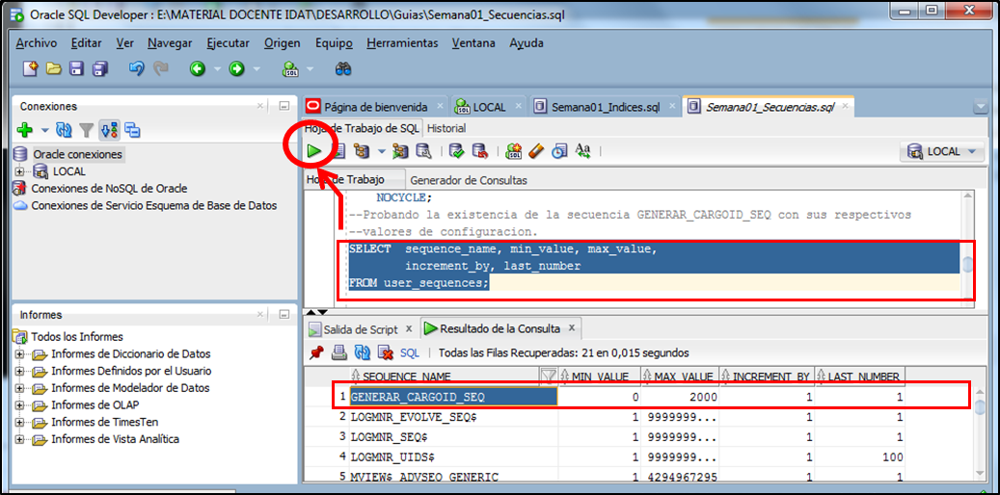 Oracle SQL Developer : E:\MATERIAL DOCENTE IDAT\DESARROLLO\Guias\Semana01_Secuencias.sql
Archivo Editar Ver Navegar Ejecutar Origen Equipo Herramientas Ventana Ayuda
Conexiones
Oracle conexiones
LOCAL
Conexiones de NoSQL de Oracle
Conexiones de Servicio Esquema de Base de Datos
Informes
Todos los Informes
Informes de Diccionario de Datos
Informes Definidos por el Usuario
Informes de Modelador de Datos
Informes de OLAP
Informes de TimesTen
Informes de Vista Analítica
Página de bienvenida LOCAL Semana01_Indices.sql Semana01_Secuencias.sql
Hoja de Trabajo de SQL Historial
LOCAL
Hoja de Trabajo Generador de Consultas
NOCYCLE;
--Probando la existencia de la secuencia GENERAR_CARGOID_SEQ con sus respectivos
--valores de configuracion.
SELECT sequence_name, min_value, max_value,
increment_by, last_number
FROM user_sequences;
Salida de Script Resultado de la Consulta
SQL Todas las Filas Recuperadas: 21 en 0,015 segundos
SEQUENCE_NAME MIN_VALUE MAX_VALUE INCREMENT_BY LAST_NUMBER
1 GENERAR_CARGOID_SEQ 0 2000 1 1
2 LOGMNR_EVOLVE_SEQ$ 1 9999999... 1 1
3 LOGMNR_SEQ$ 1 9999999... 1 1
4 LOGMNR_UIDS$ 1 9999999... 1 100
5 MVIEW$_ADVSEQ_GENERIC 1 4294967295 1 1